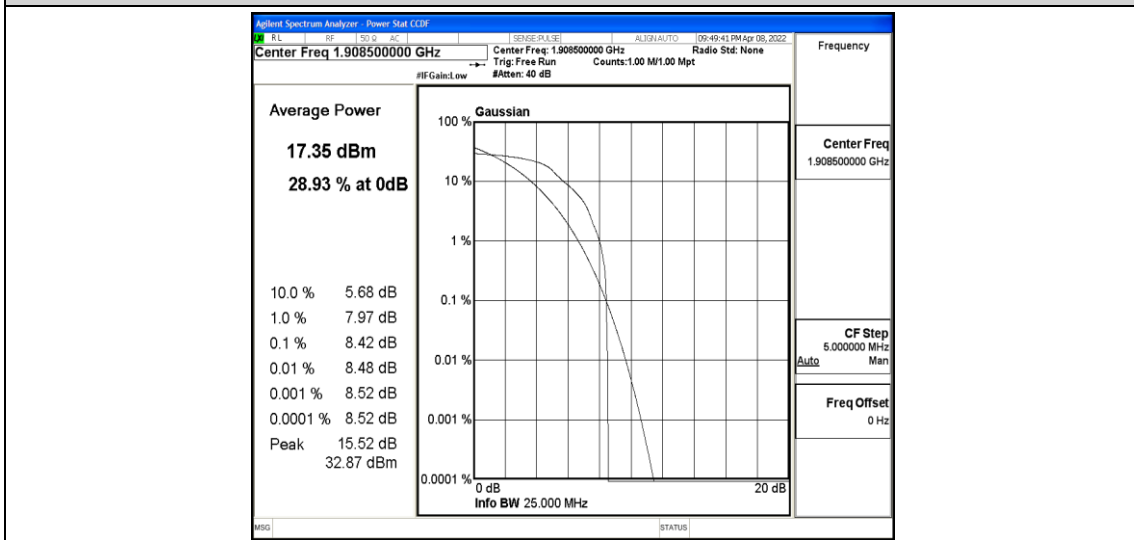 Agilent Spectrum Analyzer - Power Stat CCDF
RL RF 50 Ω AC SENSE:PULSE ALIGNAUTO 09:49:41 PM Apr 08, 2022
Center Freq 1.908500000 GHz
Center Freq: 1.908500000 GHz Radio Std: None
Trig: Free Run Counts:1.00 M/1.00 Mpt
#IFGain:Low #Atten: 40 dB
Average Power
17.35 dBm
28.93 % at 0dB
10.0 % 5.68 dB
1.0 % 7.97 dB
0.1 % 8.42 dB
0.01 % 8.48 dB
0.001 % 8.52 dB
0.0001 % 8.52 dB
Peak 15.52 dB
32.87 dBm
Gaussian
100 %
10 %
1 %
0.1 %
0.01 %
0.001 %
0.0001 %
0 dB 20 dB
Info BW 25.000 MHz
Frequency
Center Freq
1.908500000 GHz
CF Step
5.000000 MHz
Auto Man
Freq Offset
0 Hz
MSG STATUS